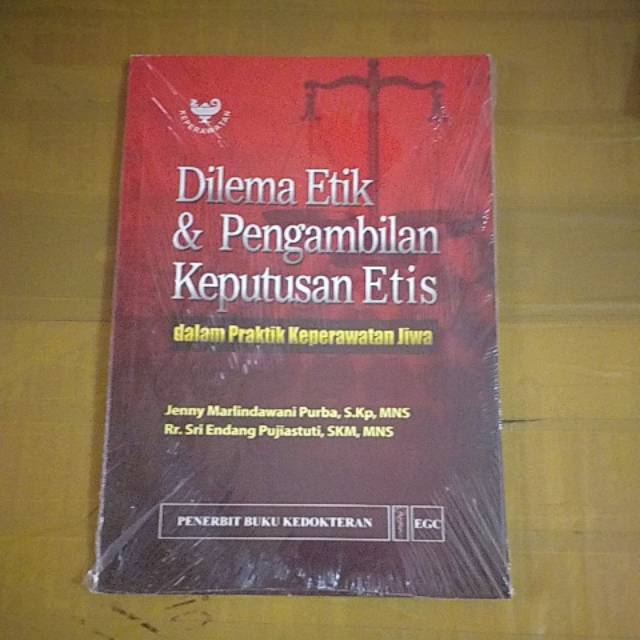 KEPERAWATAN
Dilema Etik
& Pengambilan
Keputusan Etis
dalam Praktik Keperawatan Jiwa
Jenny Marlindawani Purba, S.Kp, MNS
Rr. Sri Endang Pujiastuti, SKM, MNS
PENERBIT BUKU KEDOKTERAN EGC